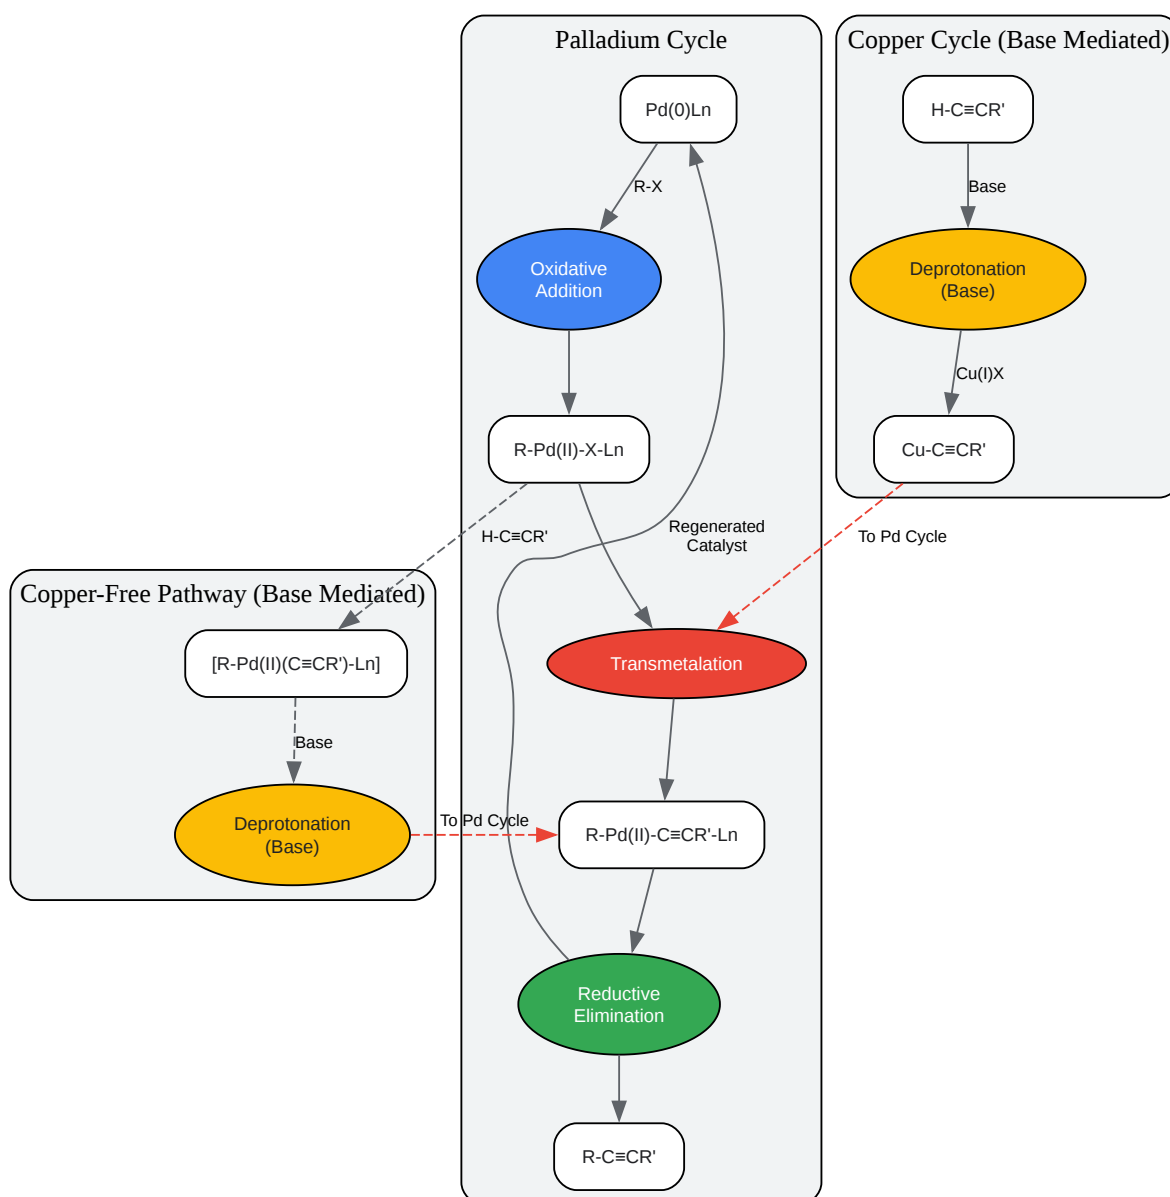 Palladium Cycle
Copper Cycle (Base Mediated)
Pd(0)Ln
H-C≡CR'
R-X
Base
Oxidative
Addition
Deprotonation
(Base)
Cu(I)X
R-Pd(II)-X-Ln
Cu-C≡CR'
H-C≡CR'
Regenerated
Catalyst
To Pd Cycle
Copper-Free Pathway (Base Mediated)
[R-Pd(II)(C≡CR')-Ln]
Transmetalation
Base
Deprotonation
(Base)
To Pd Cycle
R-Pd(II)-C≡CR'-Ln
Reductive
Elimination
R-C≡CR'